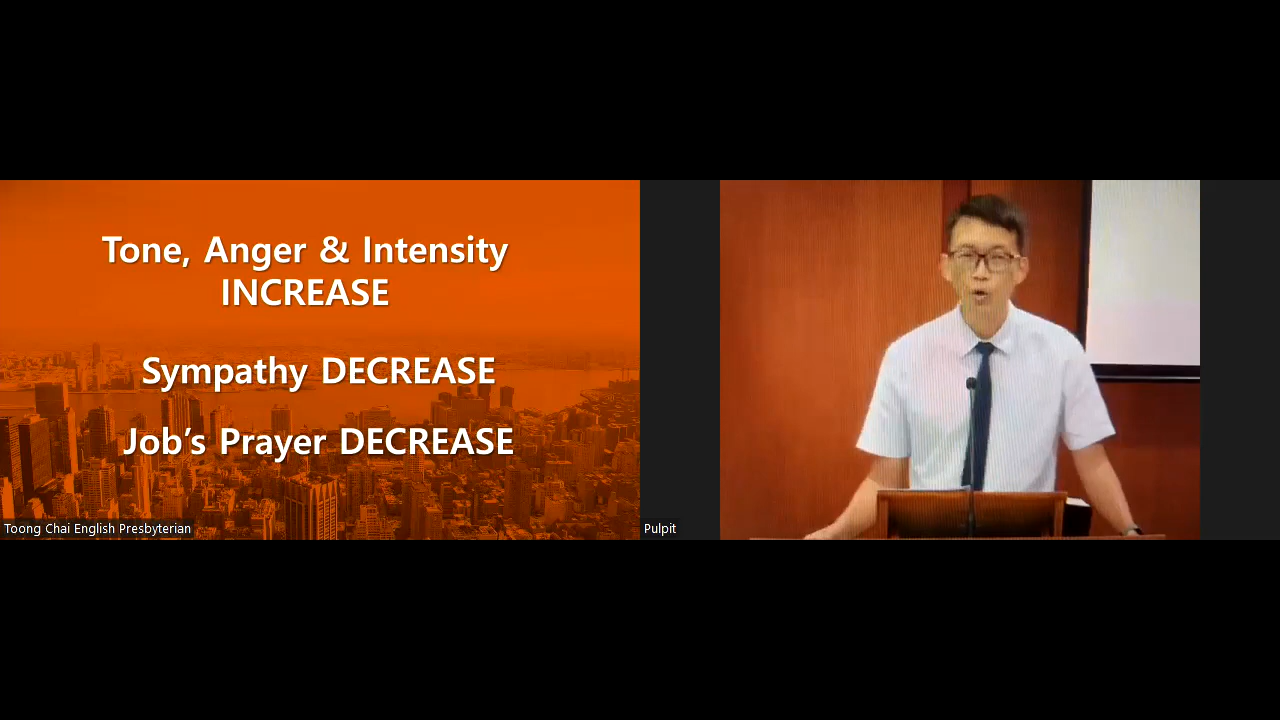 Tone, Anger & Intensity
INCREASE
Sympathy DECREASE
Job’s Prayer DECREASE
Toong Chai English Presbyterian
Pulpit